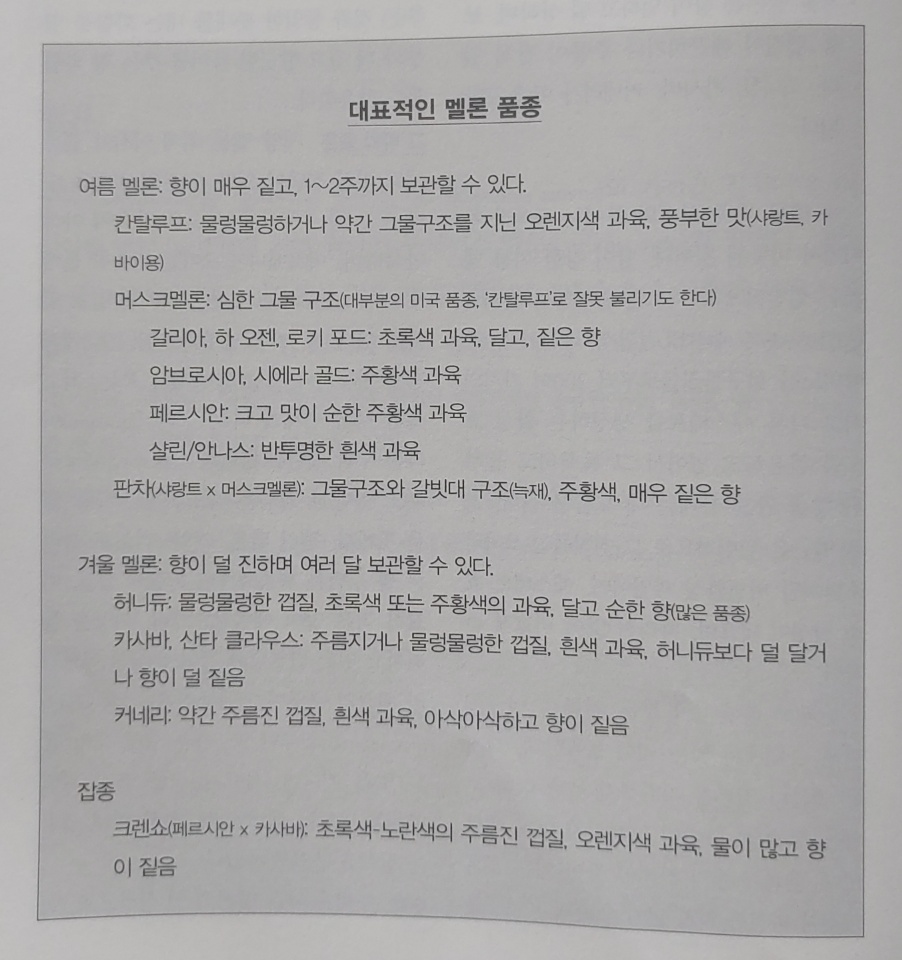 대표적인 멜론 품종
여름 멜론: 향이 매우 짙고, 1~2주까지 보관할 수 있다.
칸탈루프: 물렁물렁하거나 약간 그물구조를 지닌 오렌지색 과육, 풍부한 맛(샤랑트, 카
바이용)
머스크멜론: 심한 그물 구조(대부분의 미국 품종, '칸탈루프'로 잘못 불리기도 한다)
갈리아, 하 오젠, 로키 포드: 초록색 과육, 달고, 짙은 향
암브로시아, 시에라 골드: 주황색 과육
페르시안: 크고 맛이 순한 주황색 과육
샬린/안나스: 반투명한 흰색 과육
판차(샤랑트 x 머스크멜론): 그물구조와 갈빗대 구조(늑재), 주황색, 매우 짙은 향
겨울 멜론: 향이 덜 진하며 여러 달 보관할 수 있다.
허니듀: 물렁물렁한 껍질, 초록색 또는 주황색의 과육, 달고 순한 향(많은 품종)
카사바, 산타 클라우스: 주름지거나 물렁물렁한 껍질, 흰색 과육, 허니듀보다 덜 달거
나 향이 덜 짙음
커네리: 약간 주름진 껍질, 흰색 과육, 아삭아삭하고 향이 짙음
잡종
크렌쇼(페르시안 x 카사바): 초록색-노란색의 주름진 껍질, 오렌지색 과육, 물이 많고 향
이 짙음